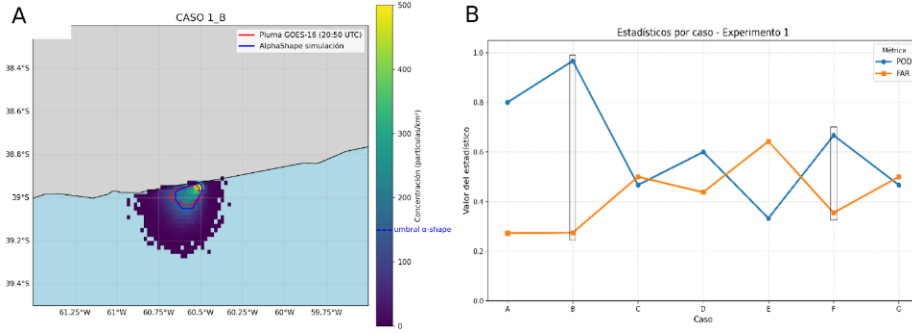 A
CASO 1_B
Pluma GOES-16 (20:50 UTC)
AlphaShape simulación
38.4°S
38.6°S
38.8°S
39°S
39.2°S
39.4°S
61.25°W
61°W
60.75°W
60.5°W
60.25°W
60°W
59.75°W
500
400
300
200
100
0
Concentración (partículas/km²)
umbral α-shape
B
Estadísticos por caso - Experimento 1
Métrica
POD
FAR
Valor del estadístico
1.0
0.8
0.6
0.4
0.2
0.0
A
B
C
D
E
F
G
Caso